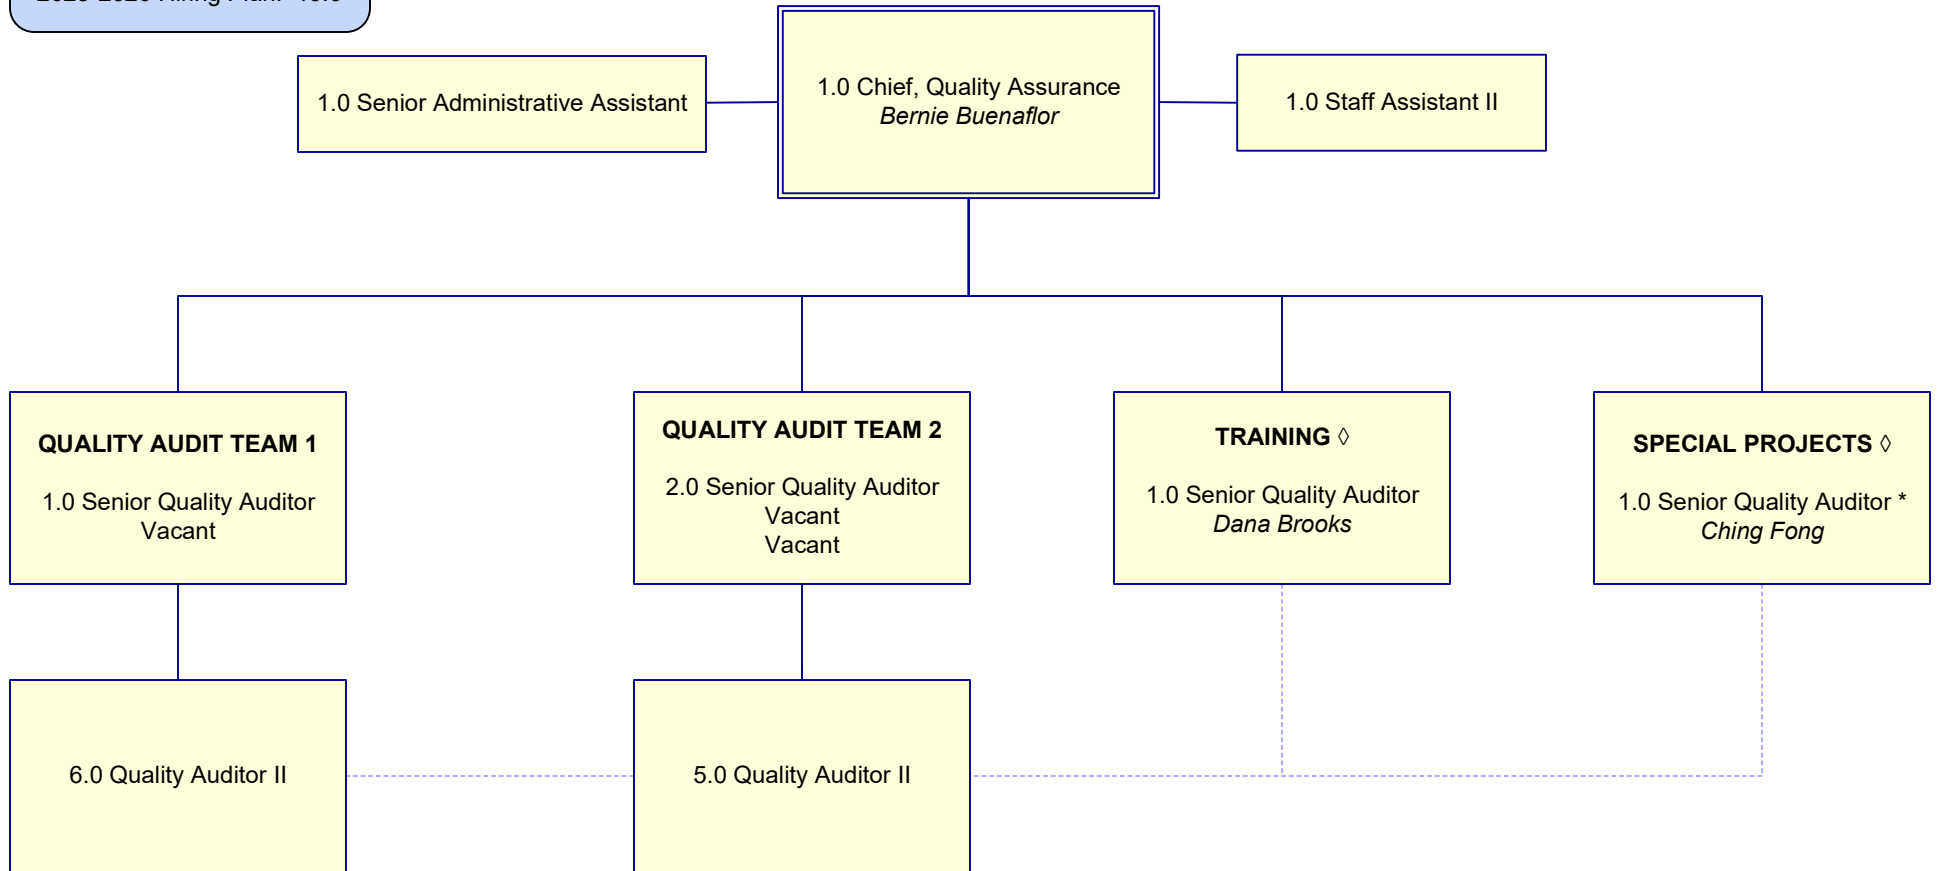 1.0 Chief, Quality Assurance
Bernie Buenaflor
1.0 Senior Administrative Assistant
1.0 Staff Assistant II
QUALITY AUDIT TEAM 1
1.0 Senior Quality Auditor
Vacant
QUALITY AUDIT TEAM 2
2.0 Senior Quality Auditor
Vacant
Vacant
TRAINING ◊
1.0 Senior Quality Auditor
Dana Brooks
SPECIAL PROJECTS ◊
1.0 Senior Quality Auditor *
Ching Fong
6.0 Quality Auditor II
5.0 Quality Auditor II